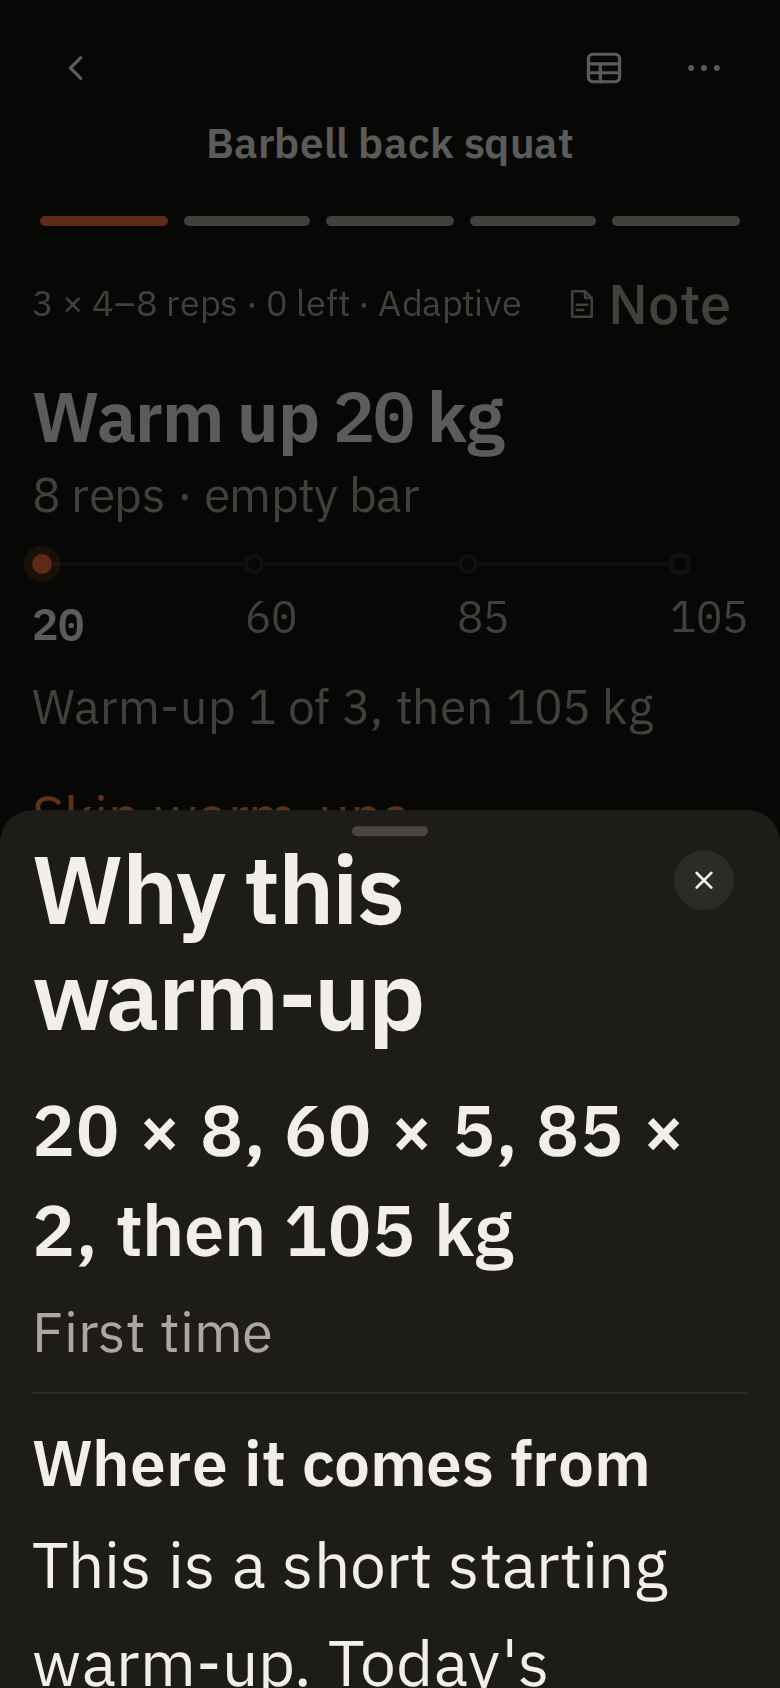 Barbell back squat
3 × 4–8 reps · 0 left · Adaptive
Note
Warm up 20 kg
8 reps · empty bar
20 60 85 105
Warm-up 1 of 3, then 105 kg
Skip warm-ups
Why this
warm-up
20 × 8, 60 × 5, 85 ×
2, then 105 kg
First time
Where it comes from
This is a short starting
warm-up. Today's